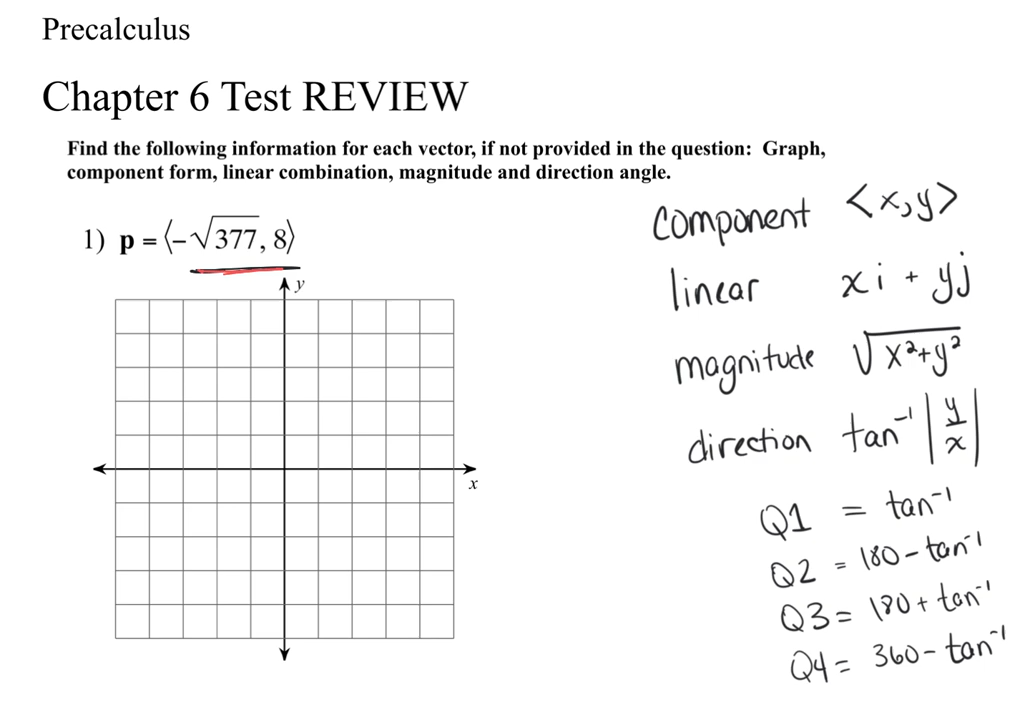 Precalculus
Chapter 6 Test REVIEW
Find the following information for each vector, if not provided in the question: Graph,
component form, linear combination, magnitude and direction angle.
1) p = ⟨−√377, 8⟩
y
x
component <x,y>
linear xi + yj
magnitude √x²+y²
direction tan⁻¹ |y/x|
Q1 = tan⁻¹
Q2 = 180 − tan⁻¹
Q3 = 180 + tan⁻¹
Q4 = 360 − tan⁻¹